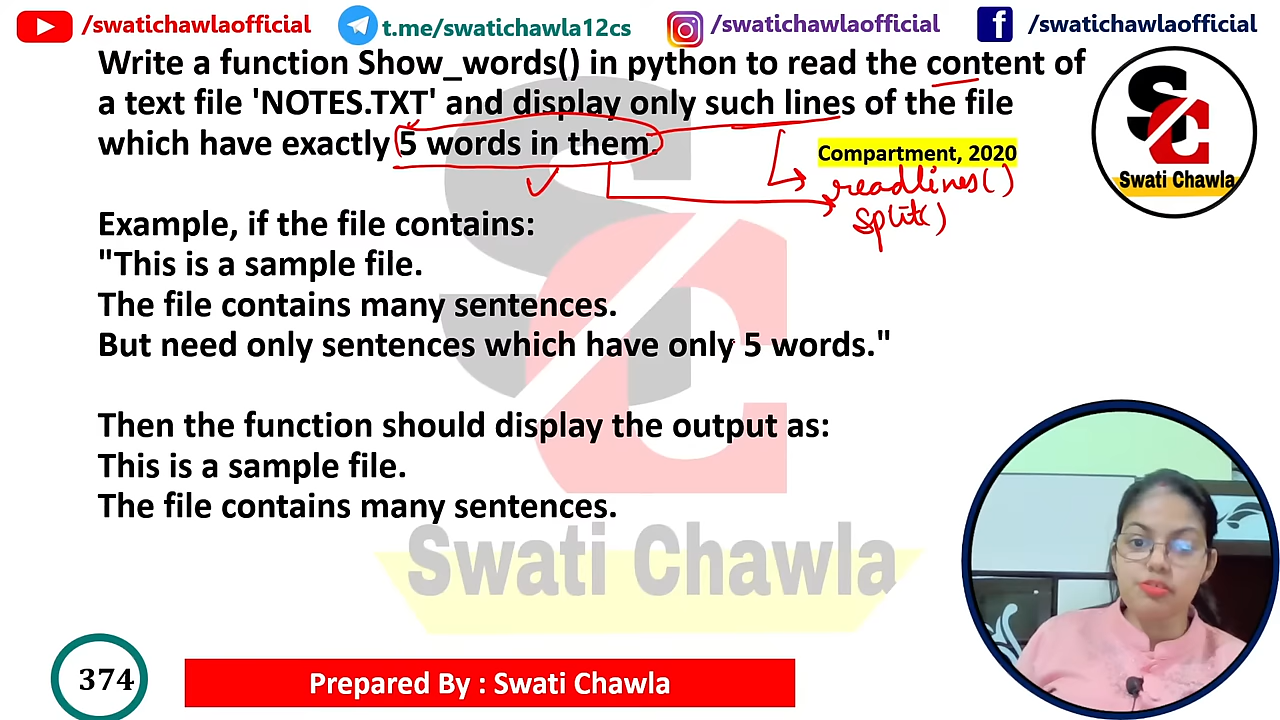 /swatichawlaofficial
t.me/swatichawla12cs
/swatichawlaofficial
/swatichawlaofficial
Write a function Show_words() in python to read the content of
a text file 'NOTES.TXT' and display only such lines of the file
which have exactly 5 words in them.
Compartment, 2020
readlines()
split()
SC
Swati Chawla
Example, if the file contains:
"This is a sample file.
The file contains many sentences.
But need only sentences which have only 5 words."
Then the function should display the output as:
This is a sample file.
The file contains many sentences.
SC
Swati Chawla
374
Prepared By : Swati Chawla